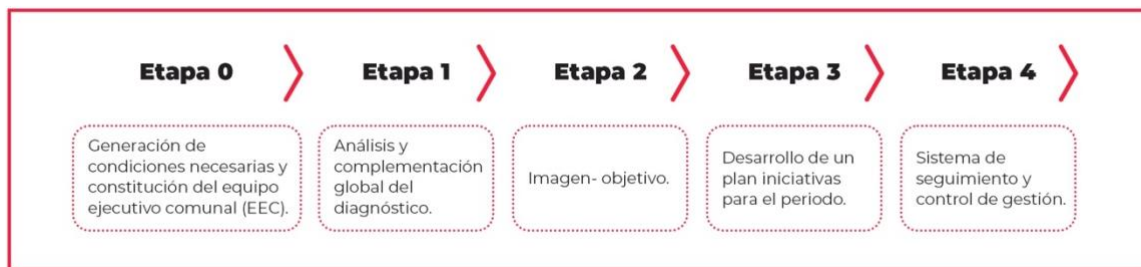 Etapa 0
Etapa 1
Etapa 2
Etapa 3
Etapa 4
Generación de
condiciones necesarias y
constitución del equipo
ejecutivo comunal (EEC).
Análisis y
complementación
global del
diagnóstico.
Imagen- objetivo.
Desarrollo de un
plan iniciativas
para el periodo.
Sistema de
seguimiento y
control de gestión.